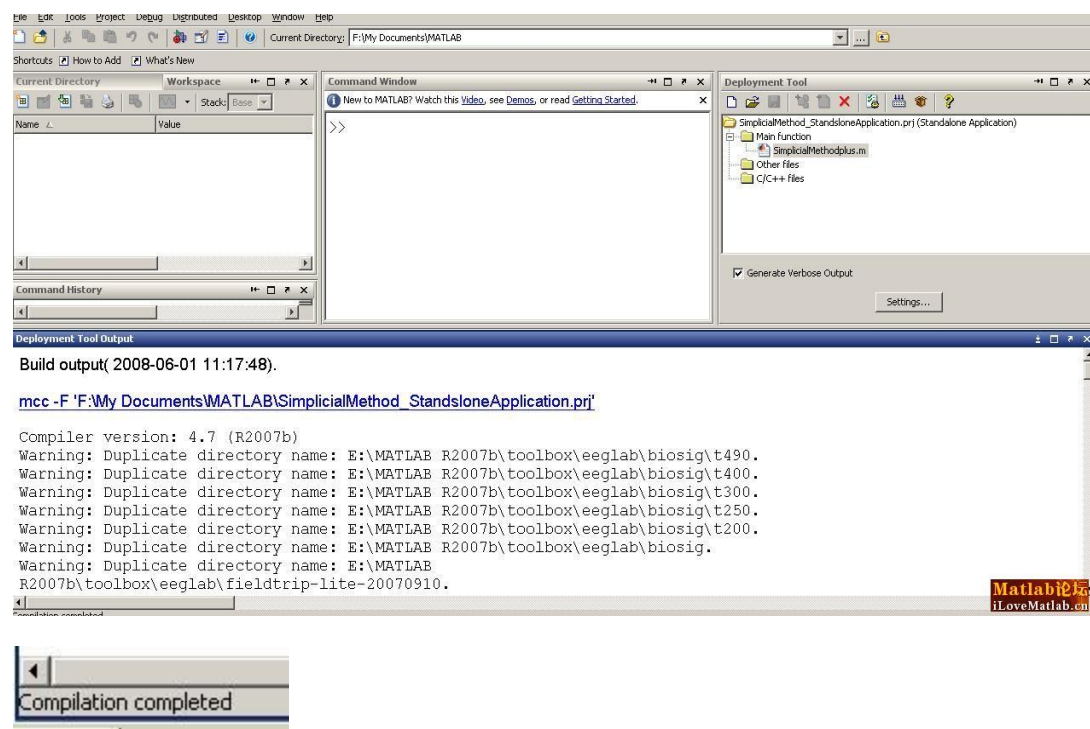 File Edit Tools Project Debug Distributed Desktop Window Help
Current Directory: F:\My Documents\MATLAB
Shortcuts How to Add What's New
Current Directory Workspace
Stack: Base
Name Value
Command History
Command Window
New to MATLAB? Watch this Video, see Demos, or read Getting Started.
>>
Deployment Tool
SimplicialMethod_StandsloneApplication.prj (Standalone Application)
Main function
SimplicialMethodplus.m
Other files
C/C++ files
Generate Verbose Output
Settings...
Deployment Tool Output
Build output( 2008-06-01 11:17:48).
mcc -F 'F:\My Documents\MATLAB\SimplicialMethod_StandsloneApplication.prj'
Compiler version: 4.7 (R2007b)
Warning: Duplicate directory name: E:\MATLAB R2007b\toolbox\eeglab\biosig\t490.
Warning: Duplicate directory name: E:\MATLAB R2007b\toolbox\eeglab\biosig\t400.
Warning: Duplicate directory name: E:\MATLAB R2007b\toolbox\eeglab\biosig\t300.
Warning: Duplicate directory name: E:\MATLAB R2007b\toolbox\eeglab\biosig\t250.
Warning: Duplicate directory name: E:\MATLAB R2007b\toolbox\eeglab\biosig\t200.
Warning: Duplicate directory name: E:\MATLAB R2007b\toolbox\eeglab\biosig.
Warning: Duplicate directory name: E:\MATLAB
R2007b\toolbox\eeglab\fieldtrip-lite-20070910.
Matlab论坛
iLoveMatlab.cn
Compilation completed
Compilation completed